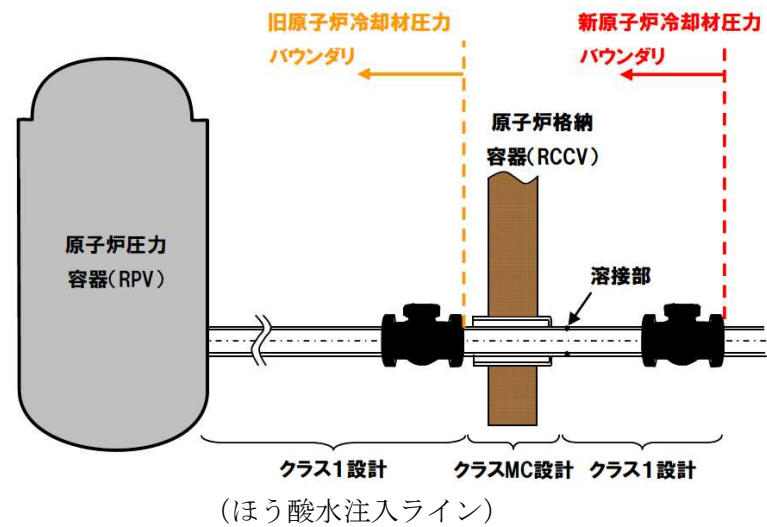 旧原子炉冷却材圧力
バウンダリ
新原子炉冷却材圧力
バウンダリ
原子炉格納
容器(RCCV)
原子炉圧力
容器(RPV)
溶接部
クラス1設計
クラスMC設計
クラス1設計
(ほう酸水注入ライン)